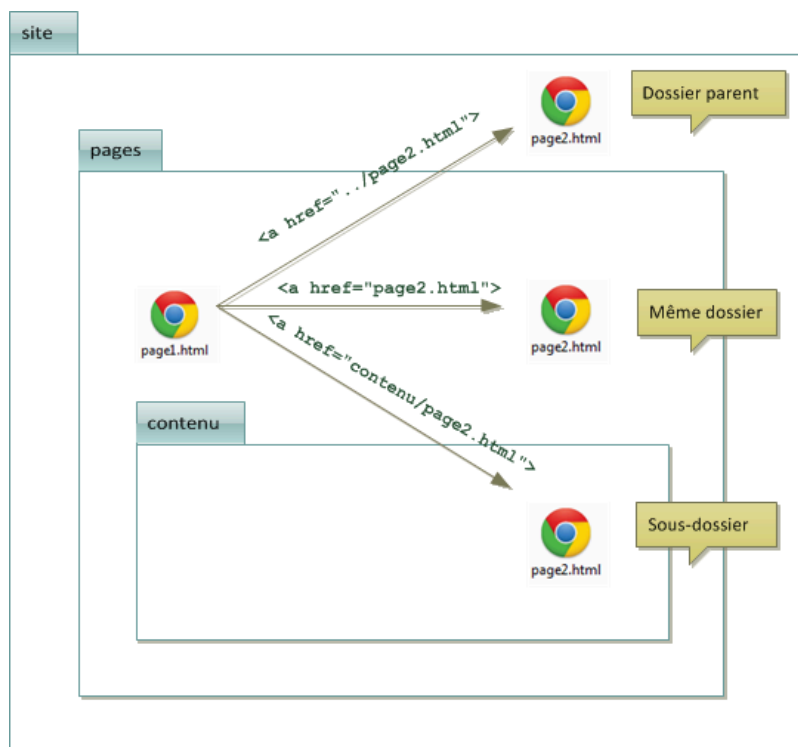 site
Dossier parent
page2.html
pages
<a href="../page2.html">
<a href="page2.html">
Même dossier
page1.html
page2.html
<a href="contenu/page2.html">
contenu
Sous-dossier
page2.html